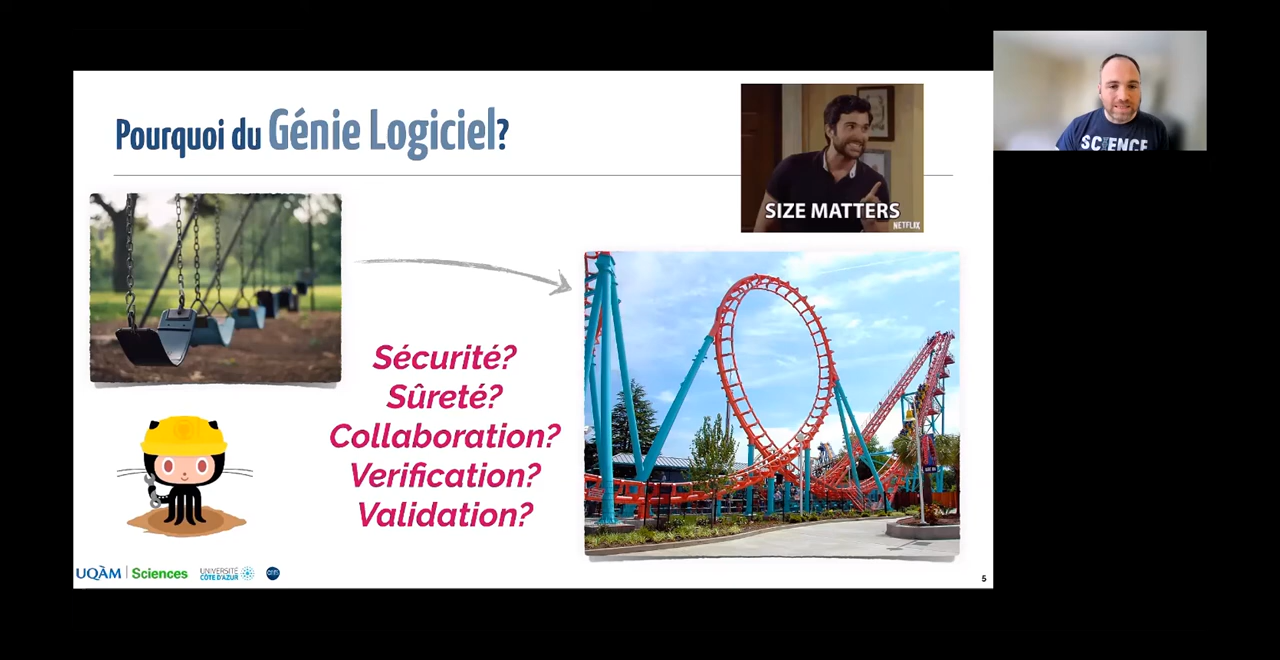 Pourquoi du Génie Logiciel?
SIZE MATTERS
NETFLIX
SCIENCE
Sécurité?
Sûreté?
Collaboration?
Verification?
Validation?
UQÀM | Sciences
UNIVERSITÉ
CÔTE D'AZUR
cnrs
5